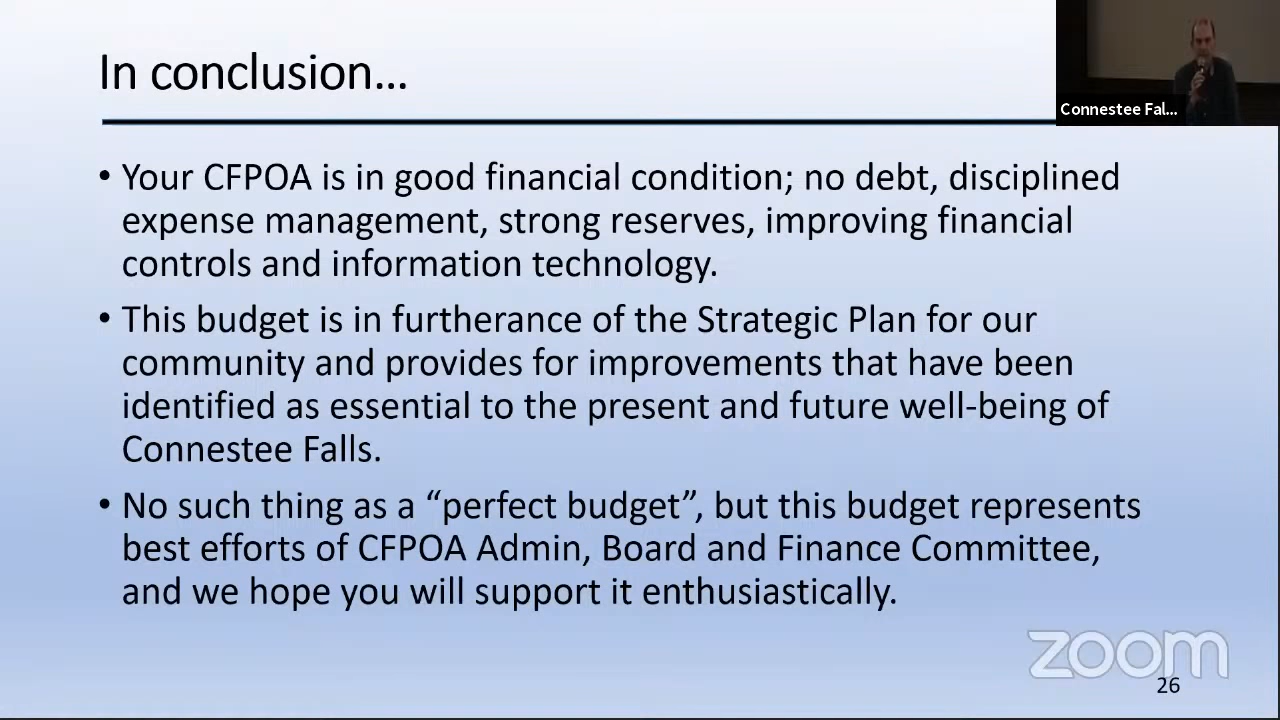 In conclusion…
Connestee Fal...
• Your CFPOA is in good financial condition; no debt, disciplined
expense management, strong reserves, improving financial
controls and information technology.
• This budget is in furtherance of the Strategic Plan for our
community and provides for improvements that have been
identified as essential to the present and future well-being of
Connestee Falls.
• No such thing as a “perfect budget”, but this budget represents
best efforts of CFPOA Admin, Board and Finance Committee,
and we hope you will support it enthusiastically.
zoom
26